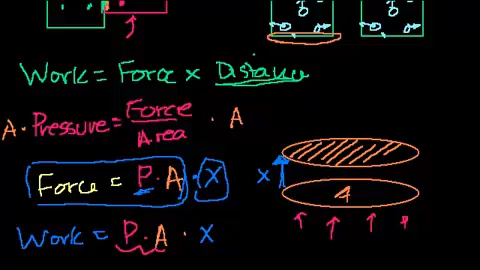 Work = Force × Distance
A · Pressure = Force / Area · A
Force = P · A · x
x
A
Work = P · A · x